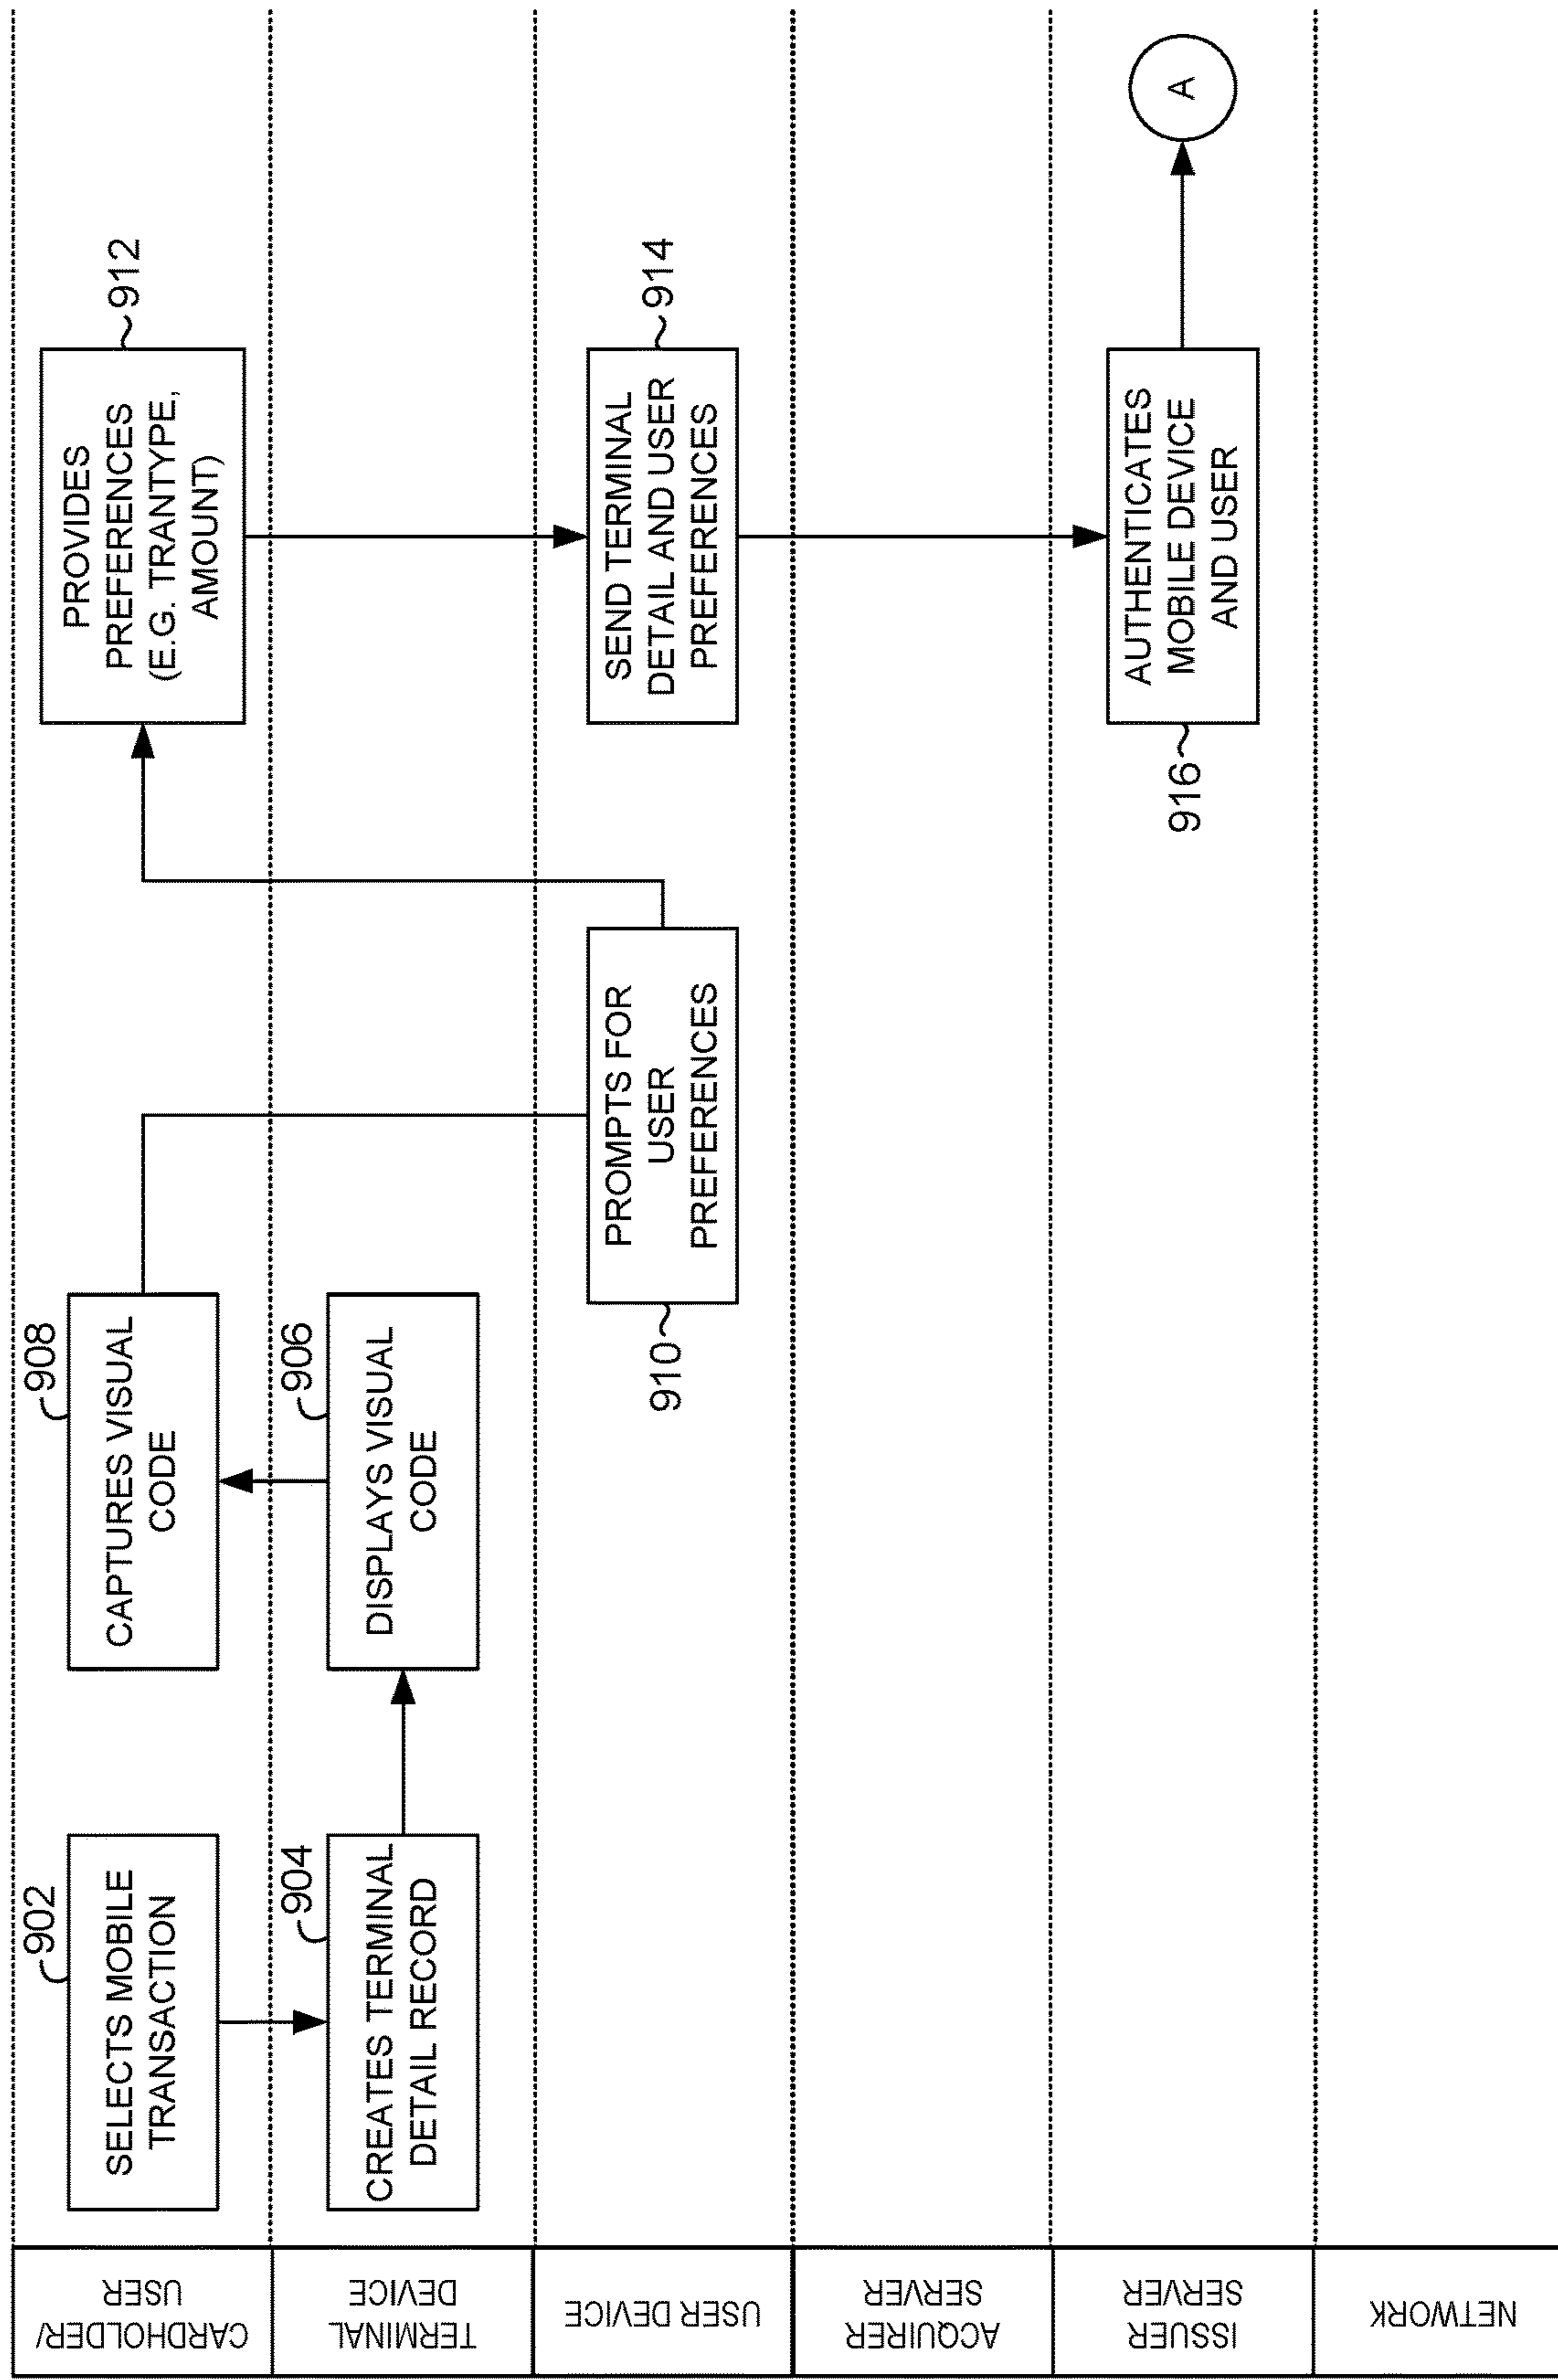 CARDHOLDER/
USER
TERMINAL
DEVICE
USER DEVICE
ACQUIRER
SERVER
ISSUER
SERVER
NETWORK
902
SELECTS MOBILE
TRANSACTION
904
CREATES TERMINAL
DETAIL RECORD
906
DISPLAYS VISUAL
CODE
908
CAPTURES VISUAL
CODE
910
PROMPTS FOR
USER
PREFERENCES
912
PROVIDES
PREFERENCES
(E.G. TRANTYPE,
AMOUNT)
914
SEND TERMINAL
DETAIL AND USER
PREFERENCES
916
AUTHENTICATES
MOBILE DEVICE
AND USER
A